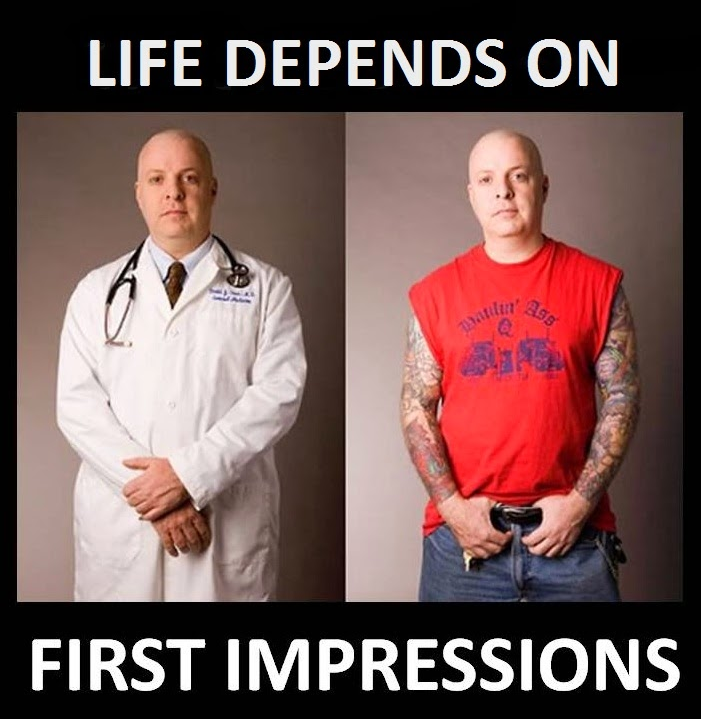 LIFE DEPENDS ON
Haulin' Ass
FIRST IMPRESSIONS